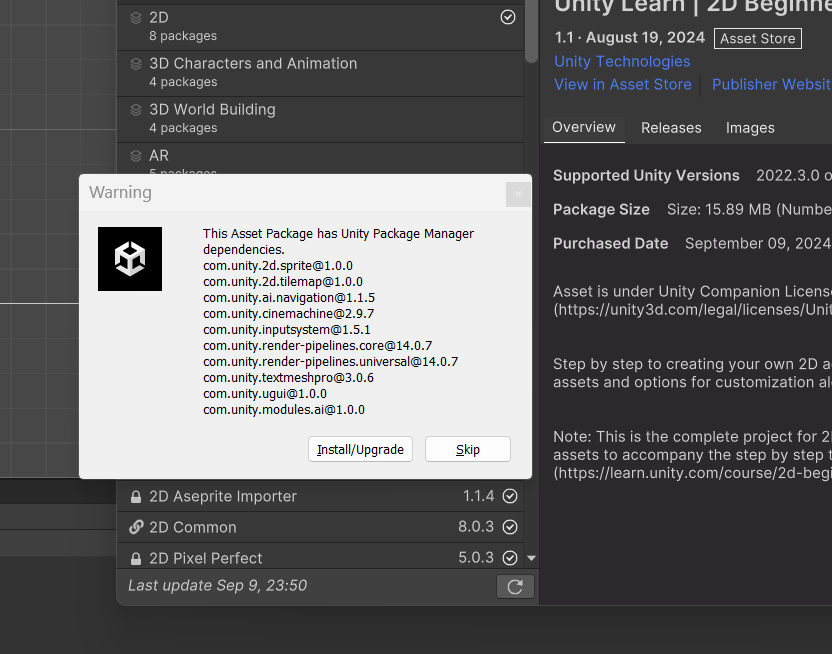 2D
8 packages
3D Characters and Animation
4 packages
3D World Building
4 packages
AR
5 packages
Unity Learn | 2D Beginne
1.1 · August 19, 2024 Asset Store
Unity Technologies
View in Asset Store Publisher Websit
Overview Releases Images
Supported Unity Versions 2022.3.0 o
Package Size Size: 15.89 MB (Numbe
Purchased Date September 09, 2024
Asset is under Unity Companion Licens
(https://unity3d.com/legal/licenses/Unit
Step by step to creating your own 2D a
assets and options for customization al
Note: This is the complete project for 2
assets to accompany the step by step t
(https://learn.unity.com/course/2d-begi
Warning
This Asset Package has Unity Package Manager
dependencies.
com.unity.2d.sprite@1.0.0
com.unity.2d.tilemap@1.0.0
com.unity.ai.navigation@1.1.5
com.unity.cinemachine@2.9.7
com.unity.inputsystem@1.5.1
com.unity.render-pipelines.core@14.0.7
com.unity.render-pipelines.universal@14.0.7
com.unity.textmeshpro@3.0.6
com.unity.ugui@1.0.0
com.unity.modules.ai@1.0.0
Install/Upgrade Skip
2D Aseprite Importer 1.1.4
2D Common 8.0.3
2D Pixel Perfect 5.0.3
Last update Sep 9, 23:50